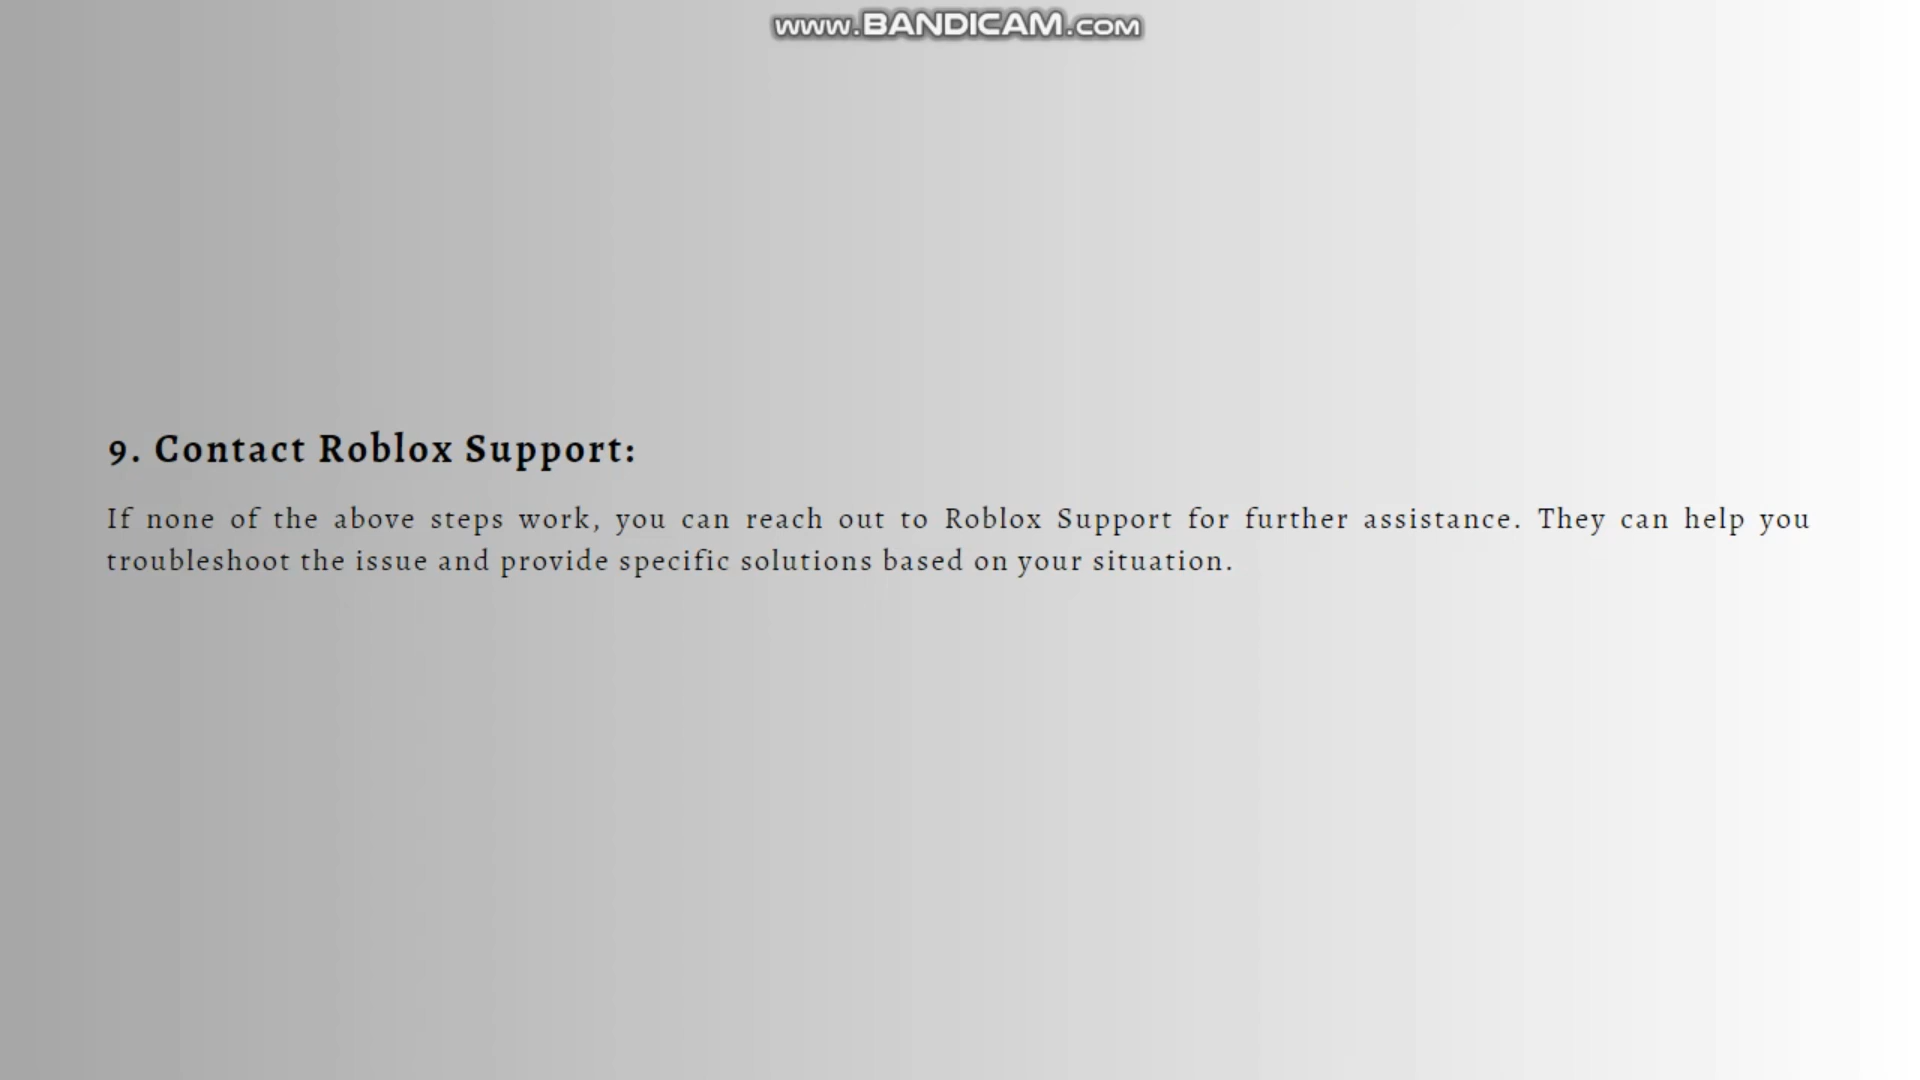 www.BANDICAM.com
9. Contact Roblox Support:
If none of the above steps work, you can reach out to Roblox Support for further assistance. They can help you
troubleshoot the issue and provide specific solutions based on your situation.